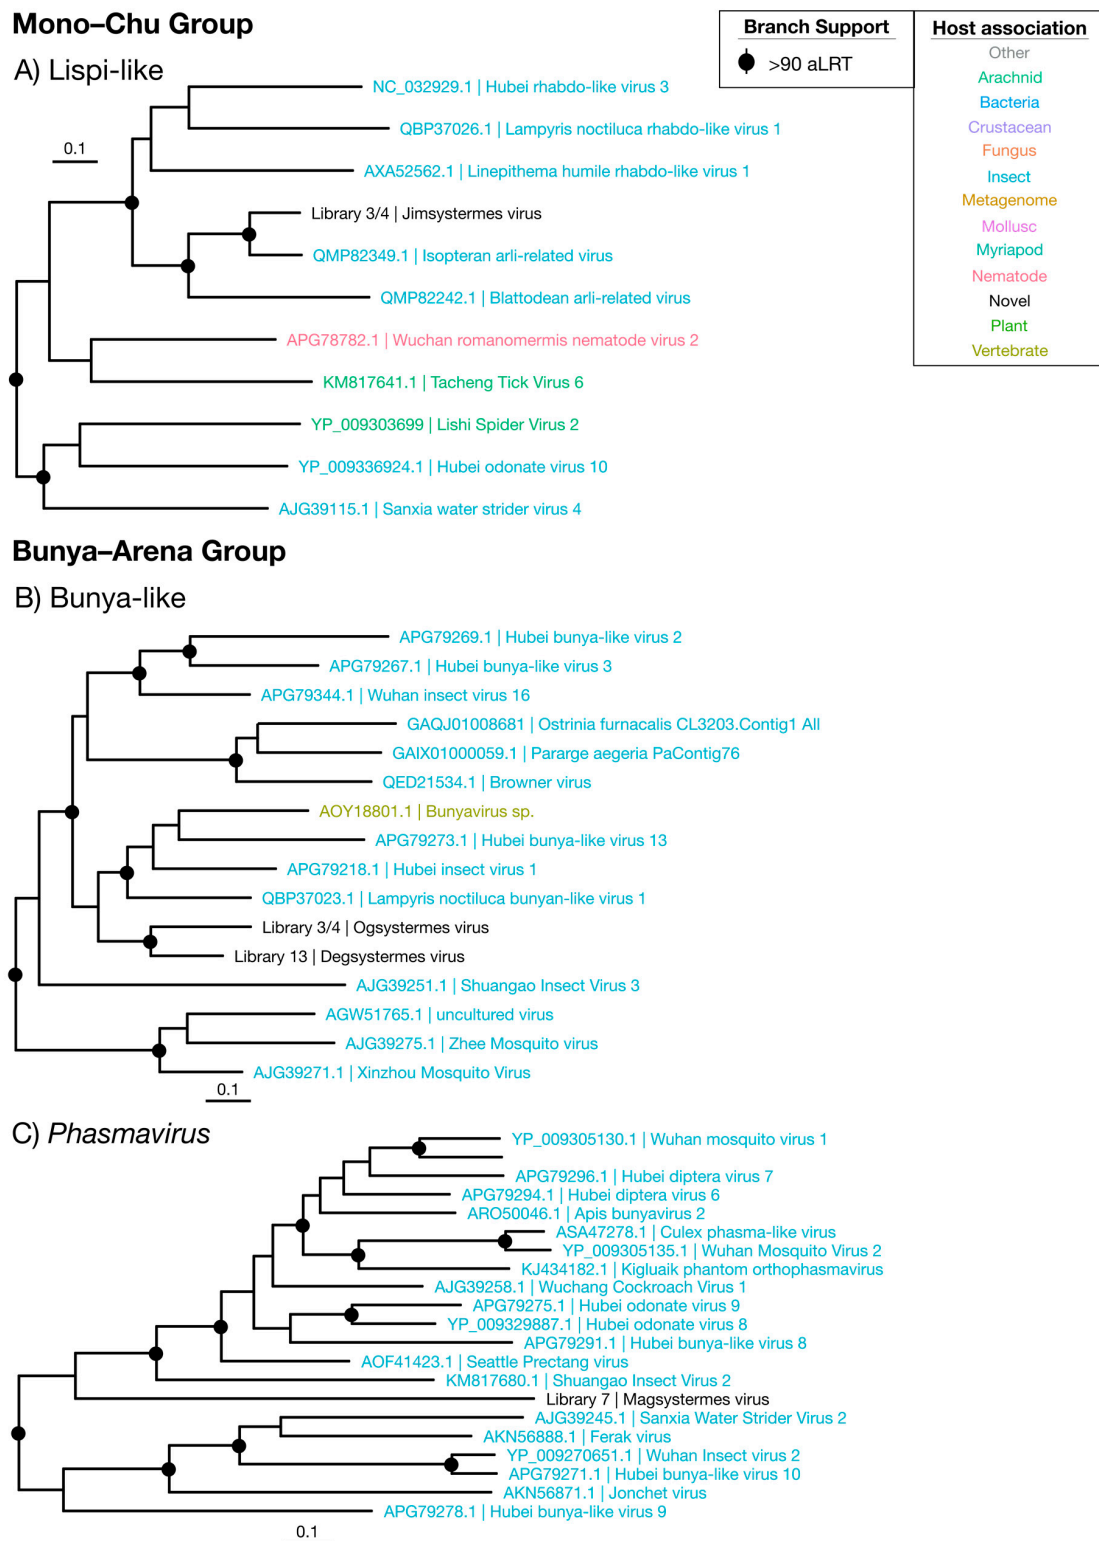 Mono–Chu Group
Branch Support
>90 aLRT
Host association
Other
Arachnid
Bacteria
Crustacean
Fungus
Insect
Metagenome
Mollusc
Myriapod
Nematode
Novel
Plant
Vertebrate
A) Lispi-like
0.1
NC_032929.1 | Hubei rhabdo-like virus 3
QBP37026.1 | Lampyris noctiluca rhabdo-like virus 1
AXA52562.1 | Linepithema humile rhabdo-like virus 1
Library 3/4 | Jimsystermes virus
QMP82349.1 | Isopteran arli-related virus
QMP82242.1 | Blattodean arli-related virus
APG78782.1 | Wuchan romanomermis nematode virus 2
KM817641.1 | Tacheng Tick Virus 6
YP_009303699 | Lishi Spider Virus 2
YP_009336924.1 | Hubei odonate virus 10
AJG39115.1 | Sanxia water strider virus 4
Bunya–Arena Group
B) Bunya-like
APG79269.1 | Hubei bunya-like virus 2
APG79267.1 | Hubei bunya-like virus 3
APG79344.1 | Wuhan insect virus 16
GAQJ01008681 | Ostrinia furnacalis CL3203.Contig1 All
GAIX01000059.1 | Pararge aegeria PaContig76
QED21534.1 | Browner virus
AOY18801.1 | Bunyavirus sp.
APG79273.1 | Hubei bunya-like virus 13
APG79218.1 | Hubei insect virus 1
QBP37023.1 | Lampyris noctiluca bunyan-like virus 1
Library 3/4 | Ogsystermes virus
Library 13 | Degsystermes virus
AJG39251.1 | Shuangao Insect Virus 3
AGW51765.1 | uncultured virus
AJG39275.1 | Zhee Mosquito virus
AJG39271.1 | Xinzhou Mosquito Virus
0.1
C) Phasmavirus
YP_009305130.1 | Wuhan mosquito virus 1
APG79296.1 | Hubei diptera virus 7
APG79294.1 | Hubei diptera virus 6
ARO50046.1 | Apis bunyavirus 2
ASA47278.1 | Culex phasma-like virus
YP_009305135.1 | Wuhan Mosquito Virus 2
KJ434182.1 | Kigluaik phantom orthophasmavirus
AJG39258.1 | Wuchang Cockroach Virus 1
APG79275.1 | Hubei odonate virus 9
YP_009329887.1 | Hubei odonate virus 8
APG79291.1 | Hubei bunya-like virus 8
AOF41423.1 | Seattle Prectang virus
KM817680.1 | Shuangao Insect Virus 2
Library 7 | Magsystermes virus
AJG39245.1 | Sanxia Water Strider Virus 2
AKN56888.1 | Ferak virus
YP_009270651.1 | Wuhan Insect virus 2
APG79271.1 | Hubei bunya-like virus 10
AKN56871.1 | Jonchet virus
APG79278.1 | Hubei bunya-like virus 9
0.1